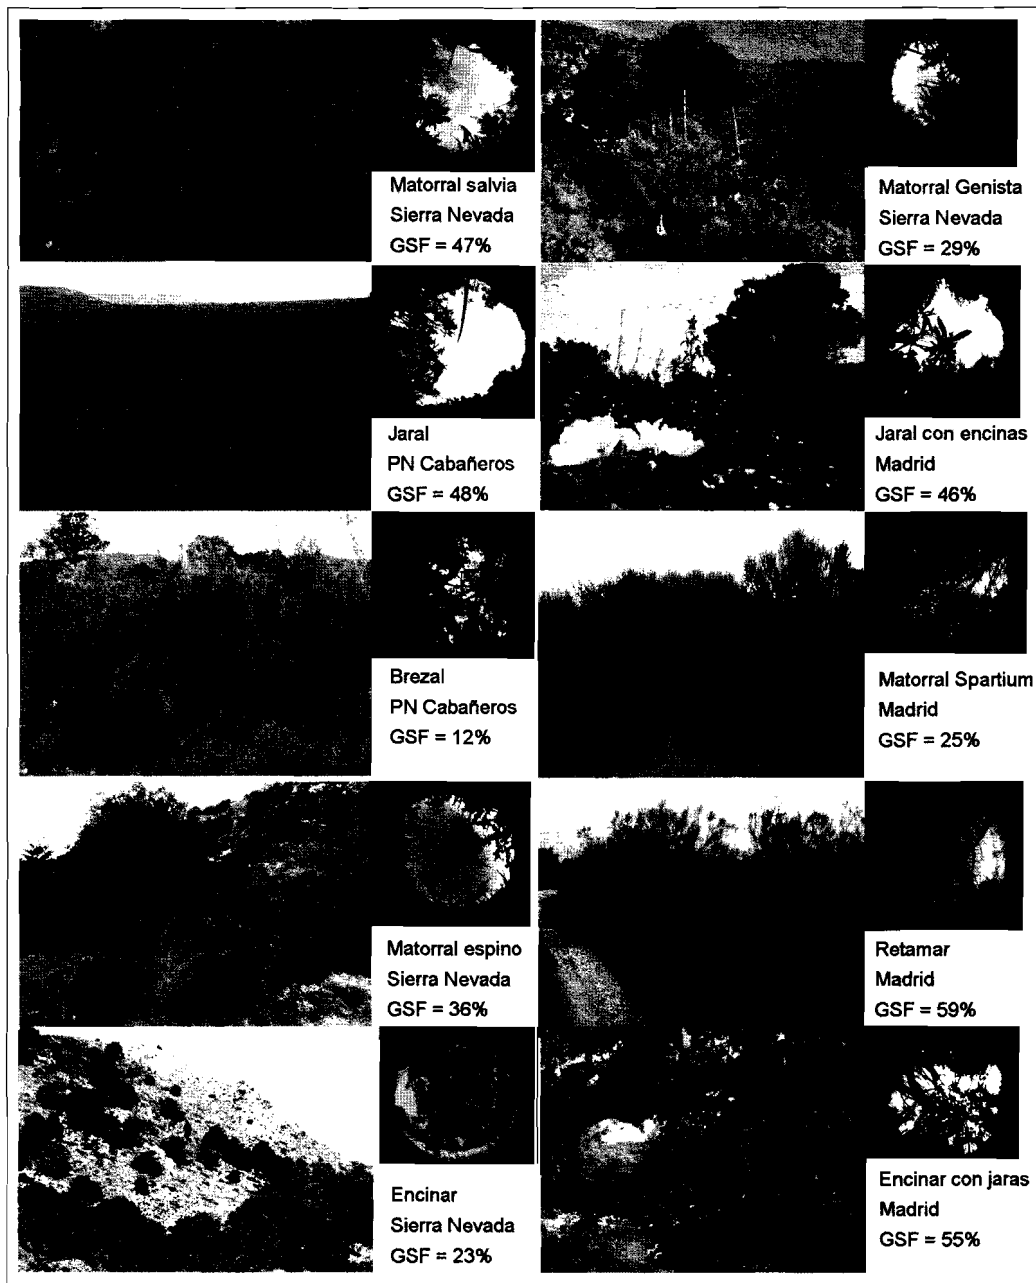 Matorral salvia
Sierra Nevada
GSF = 47%
Matorral Genista
Sierra Nevada
GSF = 29%
Jaral
PN Cabañeros
GSF = 48%
Jaral con encinas
Madrid
GSF = 46%
Brezal
PN Cabañeros
GSF = 12%
Matorral Spartium
Madrid
GSF = 25%
Matorral espino
Sierra Nevada
GSF = 36%
Retamar
Madrid
GSF = 59%
Encinar
Sierra Nevada
GSF = 23%
Encinar con jaras
Madrid
GSF = 55%